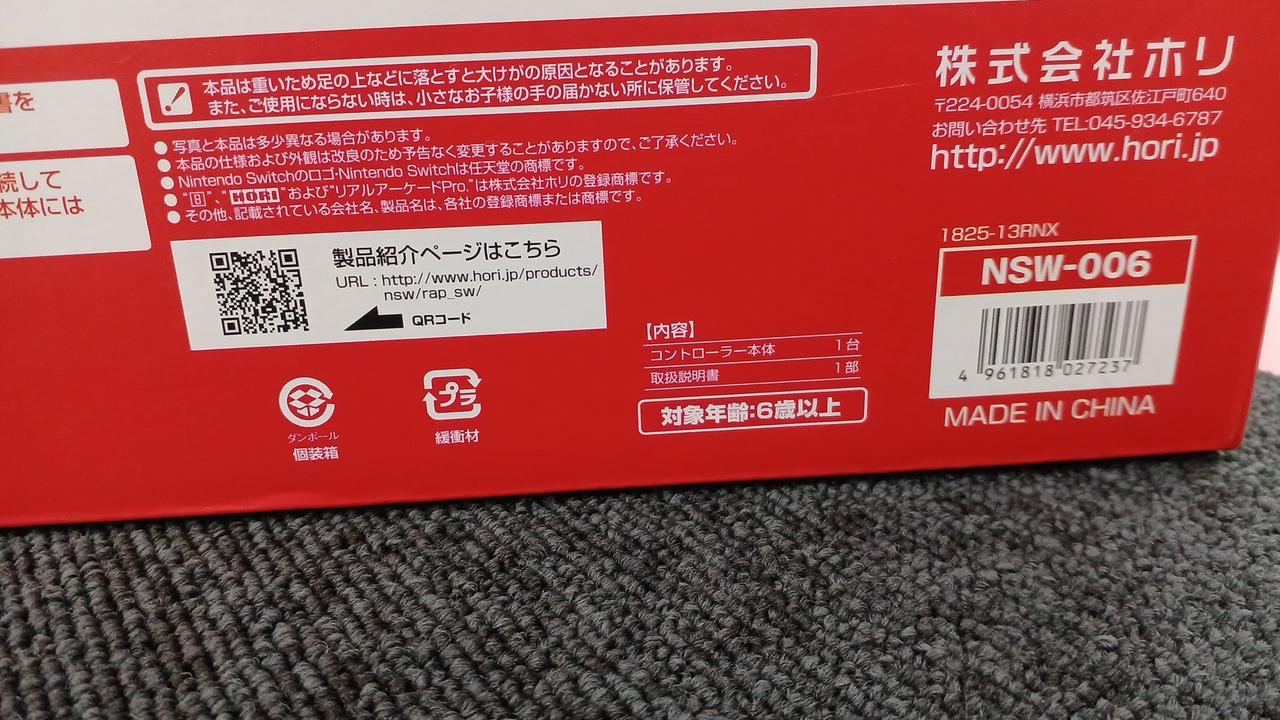 書を
続して
本体には
本品は重いため足の上などに落とすと大けがの原因となることがあります。
また、ご使用にならない時は、小さなお子様の手の届かない所に保管してください。
●写真と本品は多少異なる場合があります。
●本品の仕様および外観は改良のため予告なく変更することがありますので、ご了承ください。
●Nintendo Switchのロゴ・Nintendo Switchは任天堂の商標です。
●"日"、"HORI"および"リアルアーケードPro."は株式会社ホリの登録商標です。
●その他、記載されている会社名、製品名は、各社の登録商標または商標です。
製品紹介ページはこちら
URL : http://www.hori.jp/products/
nsw/rap_sw/
QRコード
ダンボール
個装箱
プラ
緩衝材
【内容】
コントローラー本体 1台
取扱説明書 1部
対象年齢:6歳以上
株式会社ホリ
〒224-0054 横浜市都筑区佐江戸町640
お問い合わせ先 TEL:045-934-6787
http://www.hori.jp
1825-13RNX
NSW-006
4 961818 027237
MADE IN CHINA